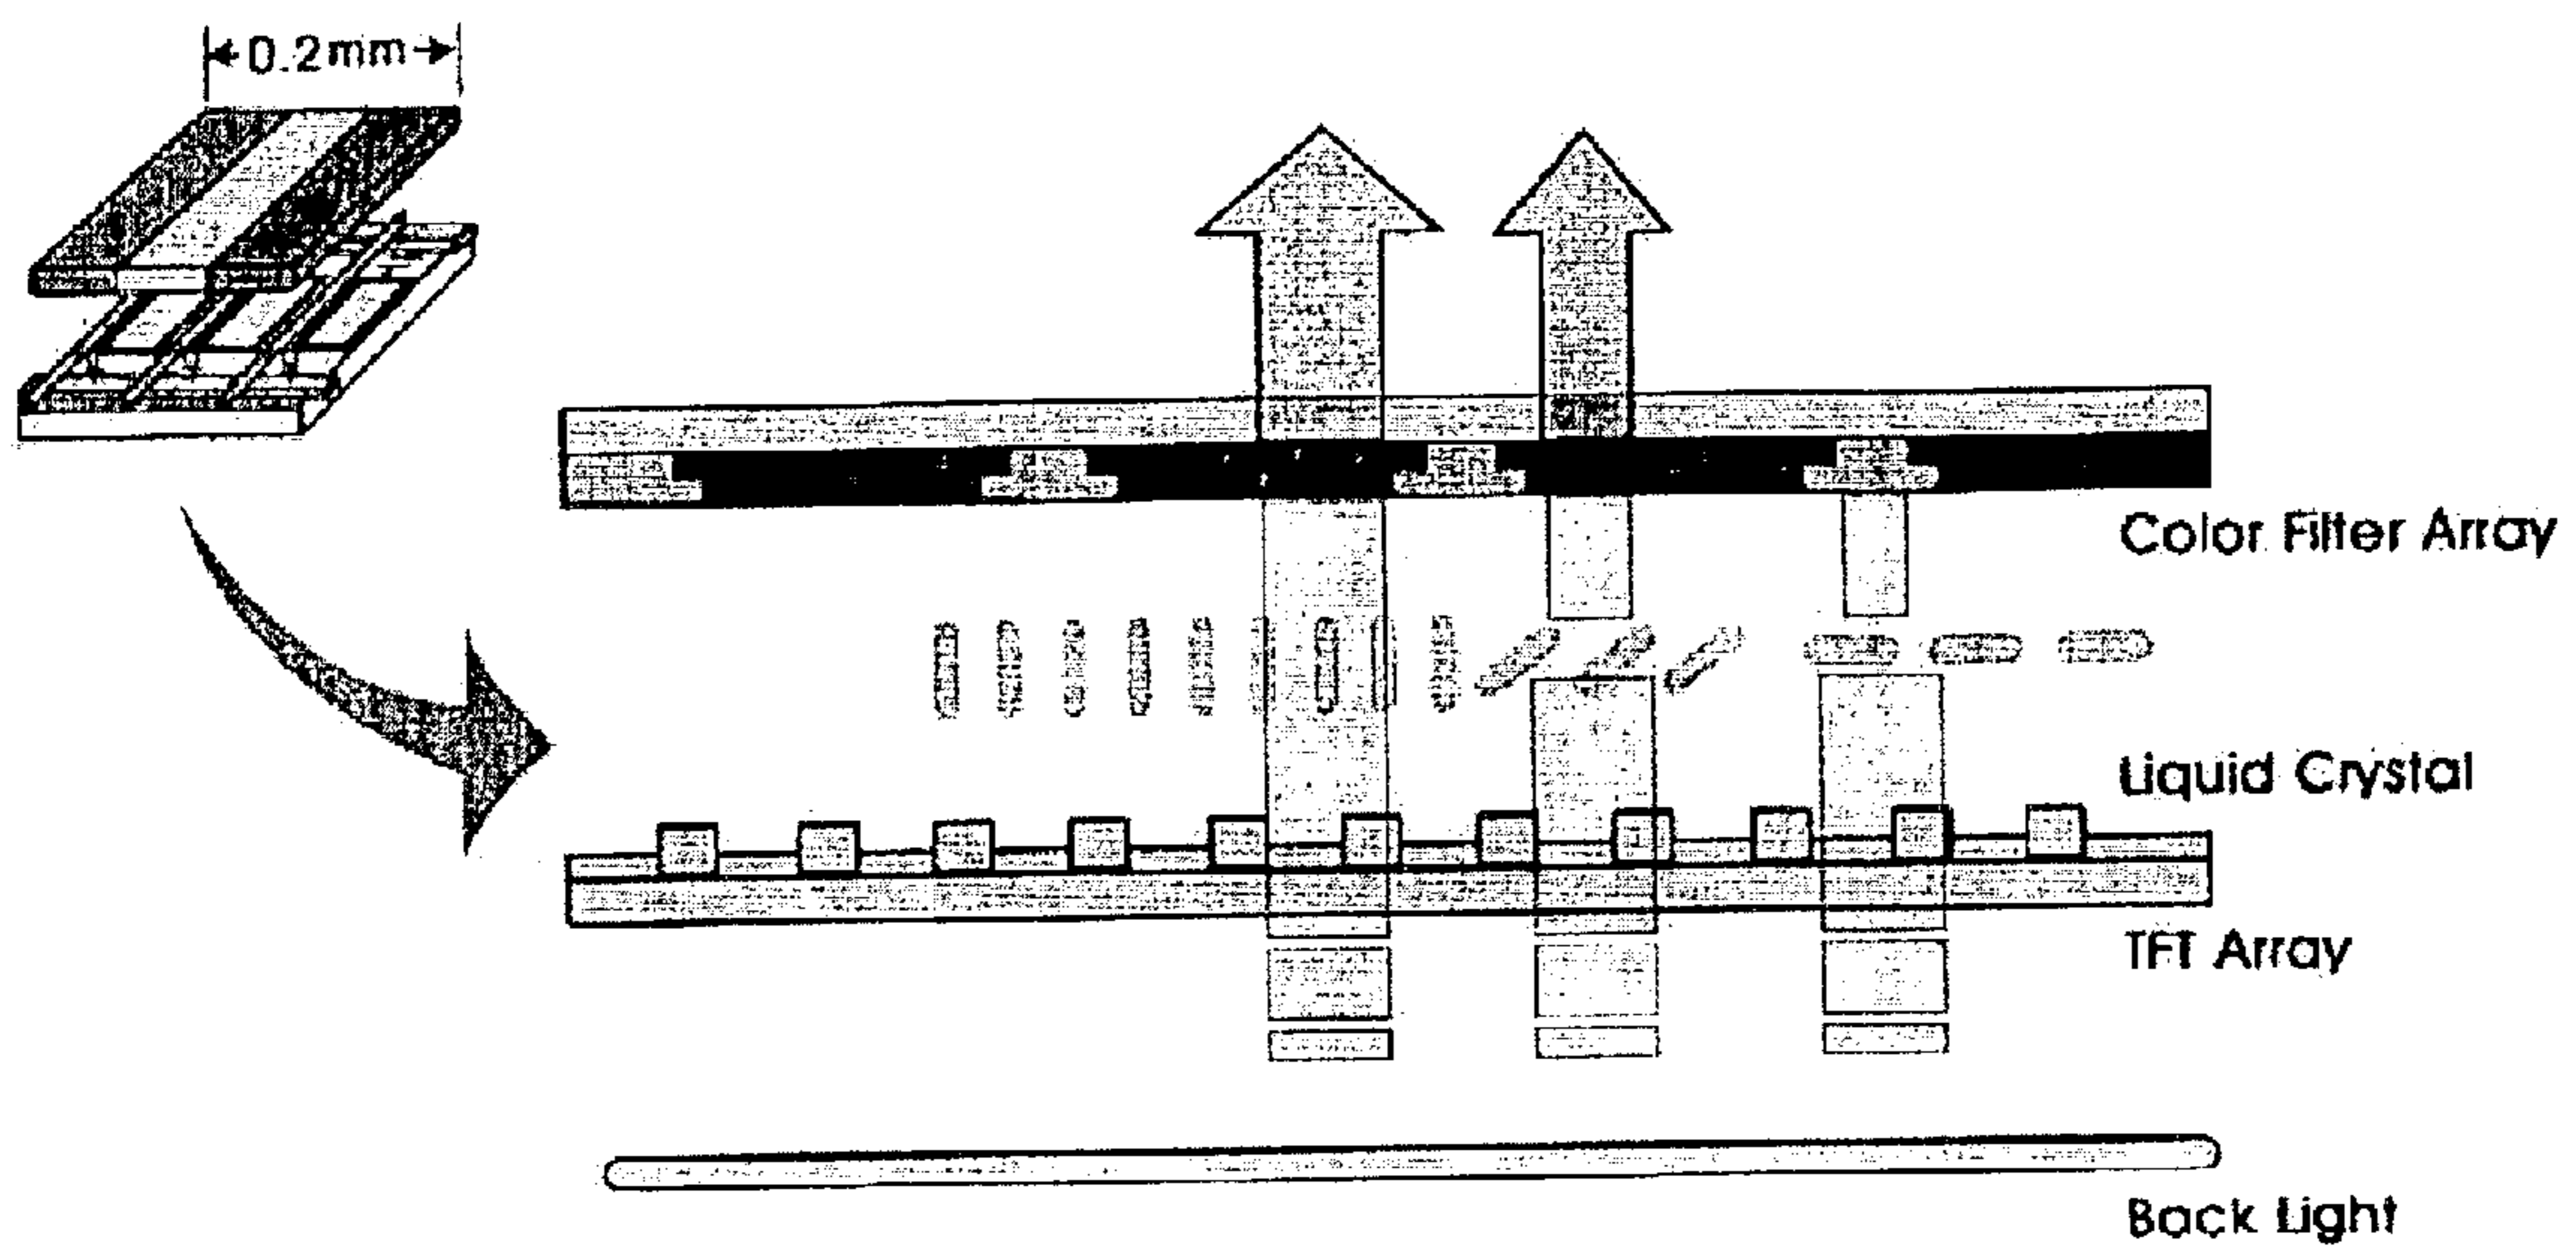 0.2mm
Color Filter Array
Liquid Crystal
TFT Array
Back Light